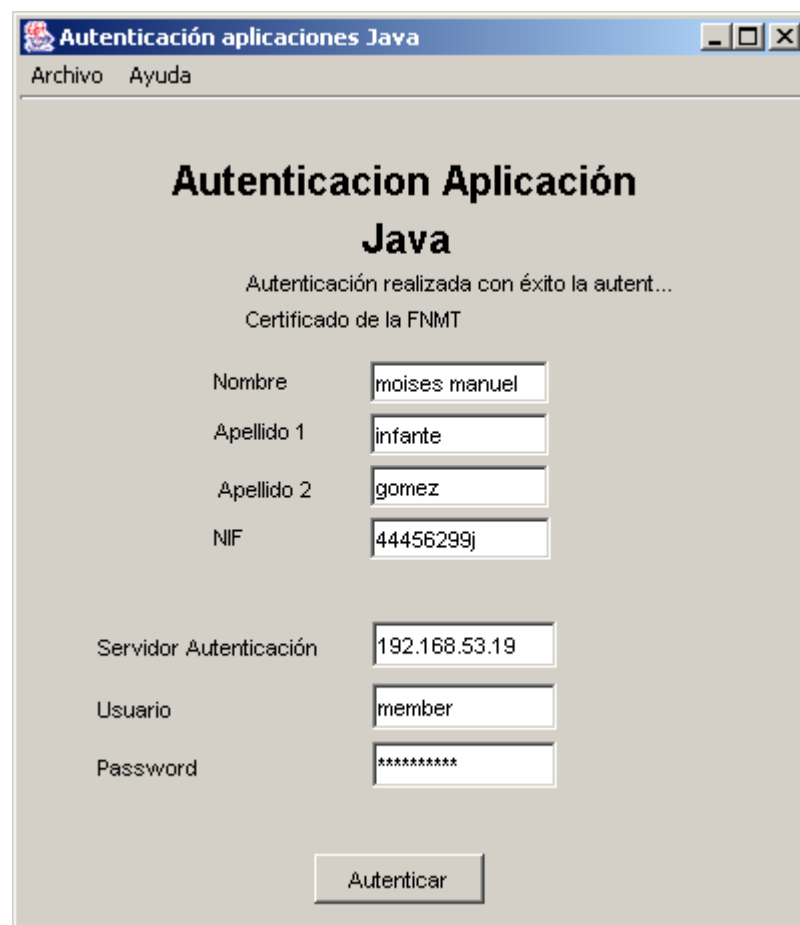 Autenticación aplicaciones Java
Archivo Ayuda
Autenticacion Aplicación
Java
Autenticación realizada con éxito la autent...
Certificado de la FNMT
Nombre moises manuel
Apellido 1 infante
Apellido 2 gomez
NIF 44456299j
Servidor Autenticación 192.168.53.19
Usuario member
Password **********
Autenticar